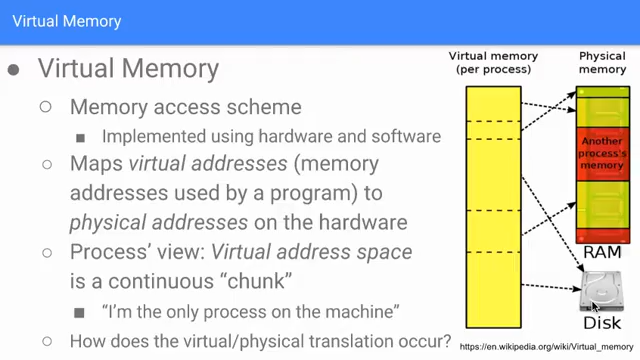 Virtual Memory
● Virtual Memory
○ Memory access scheme
■ Implemented using hardware and software
○ Maps virtual addresses (memory
addresses used by a program) to
physical addresses on the hardware
○ Process' view: Virtual address space
is a continuous “chunk”
■ “I'm the only process on the machine”
○ How does the virtual/physical translation occur?
Virtual memory
(per process)
Physical
memory
Another
process's
memory
RAM
Disk
https://en.wikipedia.org/wiki/Virtual_memory